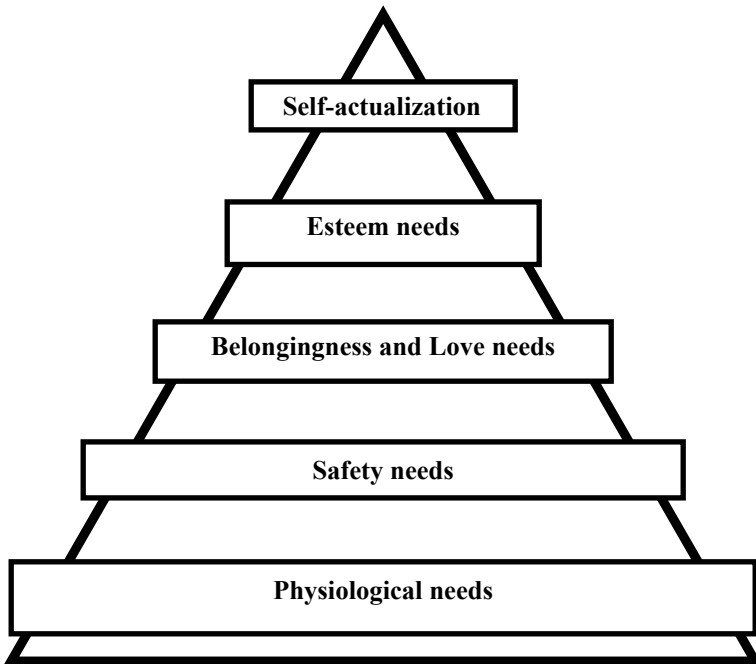 Self-actualization
Esteem needs
Belongingness and Love needs
Safety needs
Physiological needs